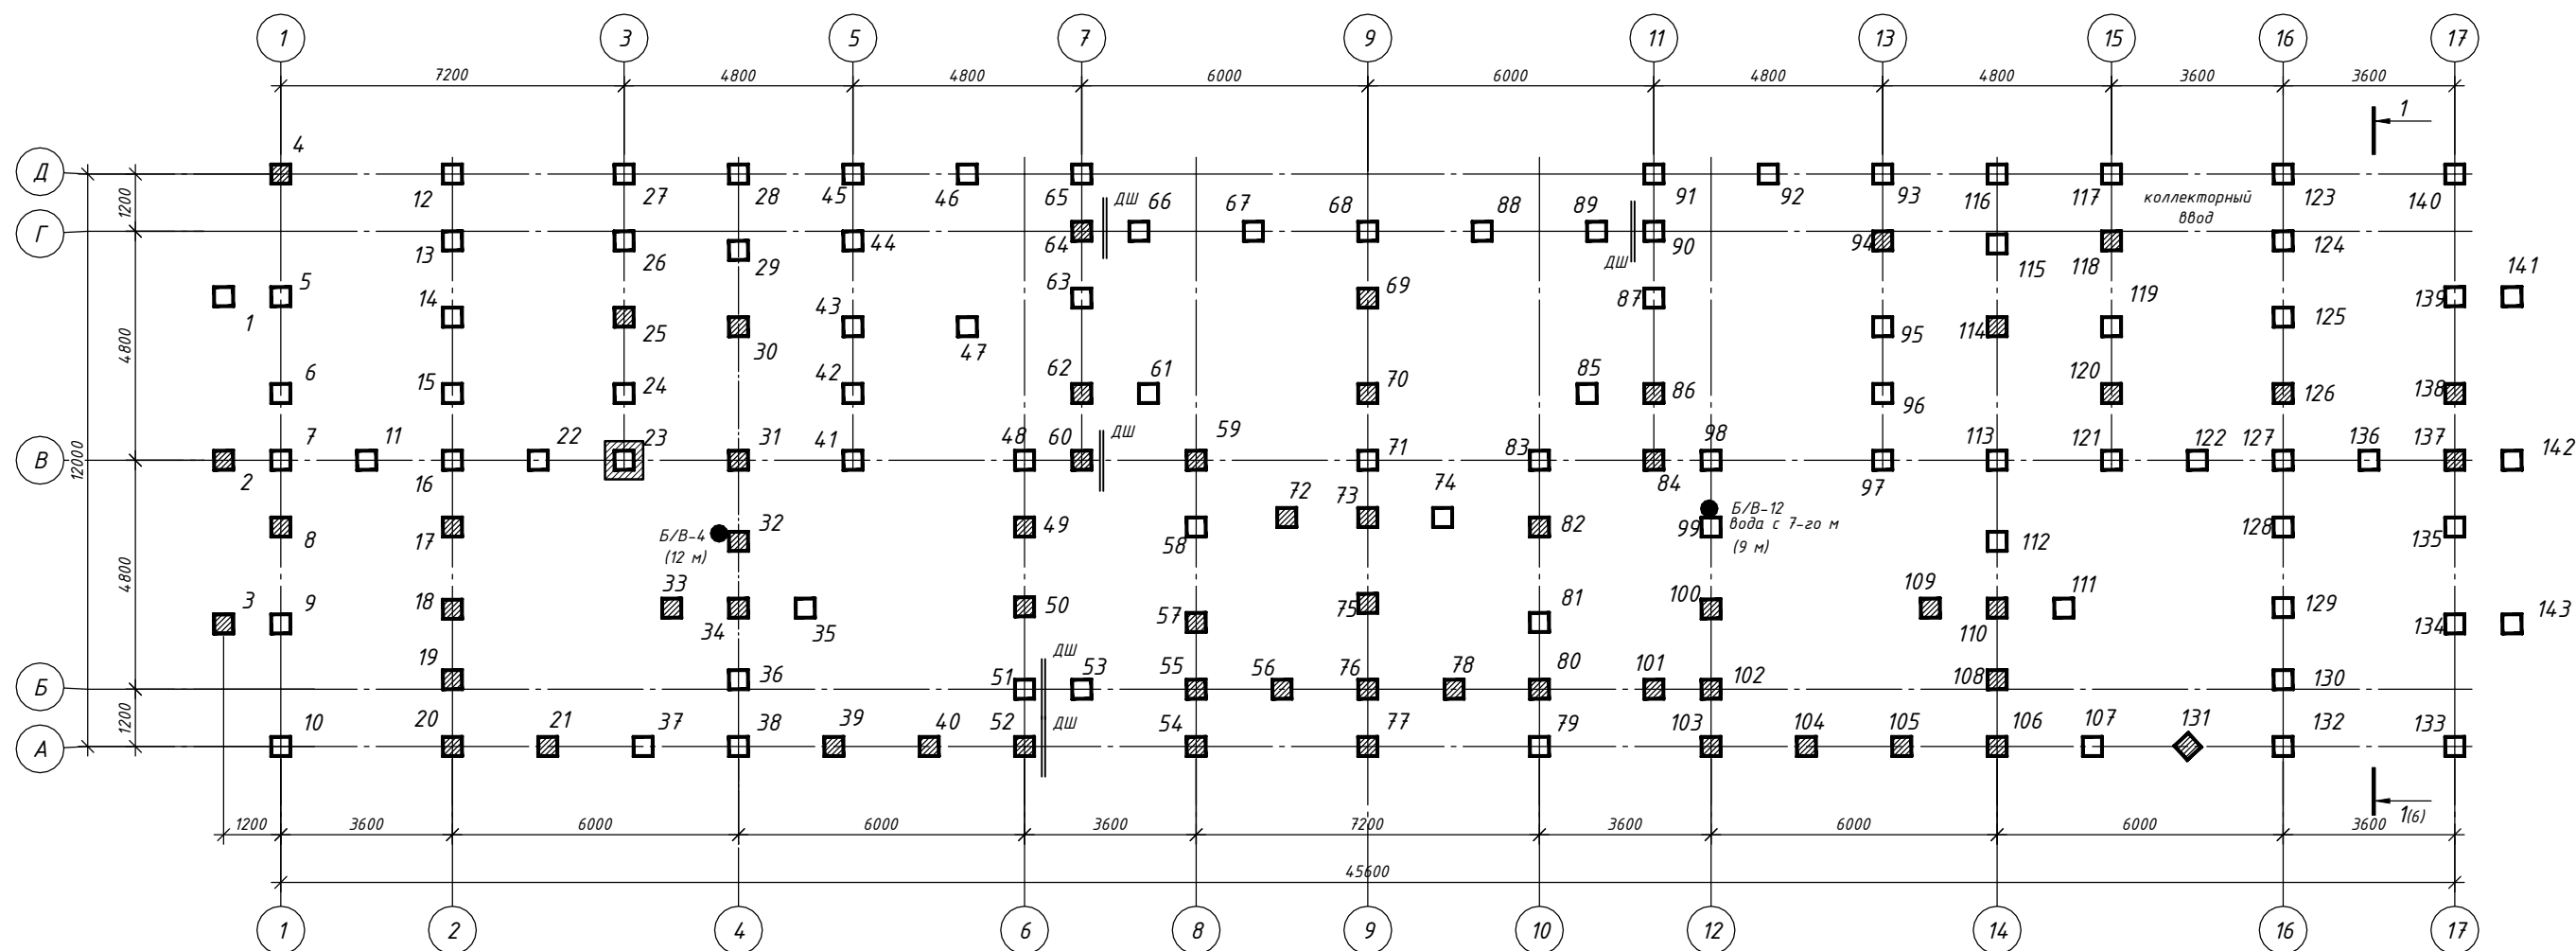 1 3 5 7 9 11 13 15 16 17
7200 4800 4800 6000 6000 4800 4800 3600 3600
1
4
Д
12 27 28 45 46 65 ДШ 66 67 68 88 89 91 92 93 116 117 коллекторный 123 140
ввод
1200
Г
13 26 29 44 64 ДШ 90 94 115 118 124
141
1 5 14 25 30 43 47 63 69 87 95 114 119 125 139
4800
6 15 24 42 62 61 70 85 86 96 120 126 138
12000
В
2 7 11 16 22 23 31 41 48 60 ДШ 59 71 83 84 98 97 113 121 122 127 136 137 142
8 17 Б/В-4 32 49 58 72 73 74 82 99 Б/В-12 112 128 135
(12 м) вода с 7-го м
(9 м)
4800
3 9 18 33 34 35 50 57 75 81 100 109 110 111 129 134 143
19 36 51 ДШ 53 55 56 76 78 80 101 102 108 130
Б
1200
10 20 21 37 38 39 40 52 ДШ 54 77 79 103 104 105 106 107 131 132 133
А
1(6)
1200 3600 6000 6000 3600 7200 3600 6000 6000 3600
45600
1 2 4 6 8 9 10 12 14 16 17